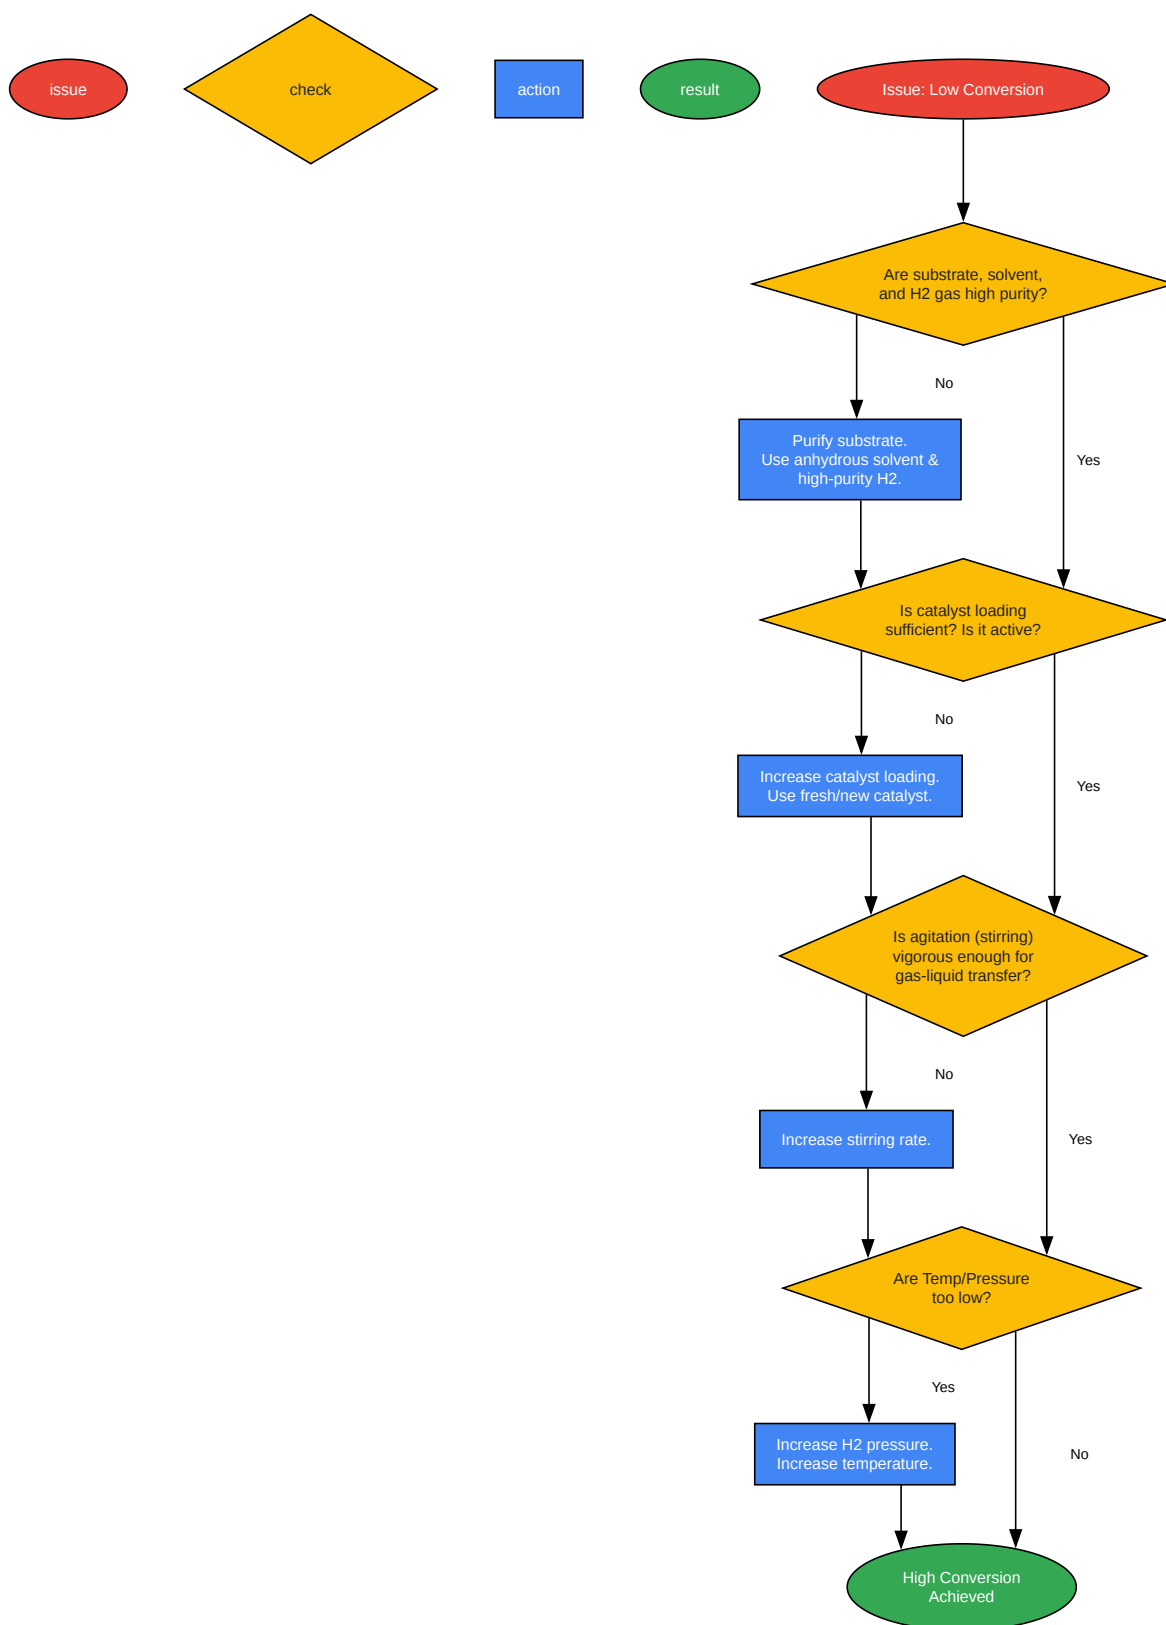 issue
check
action
result
Issue: Low Conversion
Are substrate, solvent,
and H2 gas high purity?
No
Purify substrate.
Use anhydrous solvent &
high-purity H2.
Yes
Is catalyst loading
sufficient? Is it active?
No
Increase catalyst loading.
Use fresh/new catalyst.
Yes
Is agitation (stirring)
vigorous enough for
gas-liquid transfer?
No
Increase stirring rate.
Yes
Are Temp/Pressure
too low?
Yes
Increase H2 pressure.
Increase temperature.
No
High Conversion
Achieved